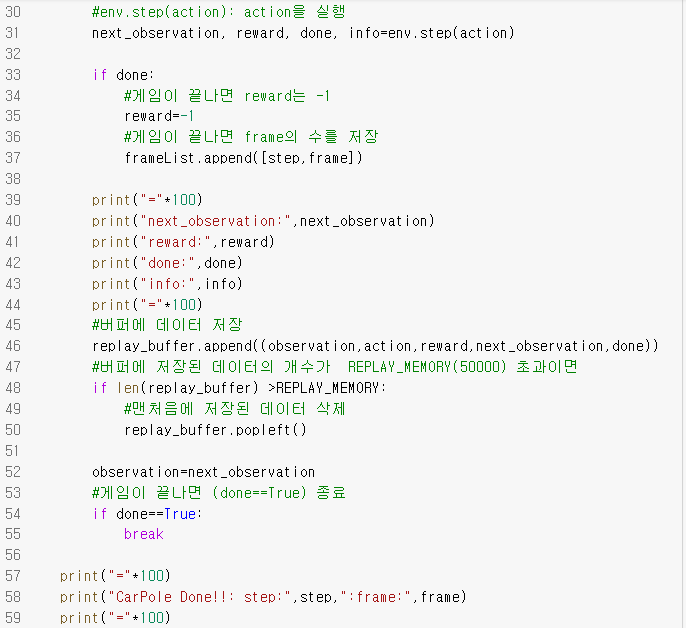 30 #env.step(action): action을 실행
31 next_observation, reward, done, info=env.step(action)
32
33 if done:
34 #게임이 끝나면 reward는 -1
35 reward=-1
36 #게임이 끝나면 frame의 수를 저장
37 frameList.append([step,frame])
38
39 print("="*100)
40 print("next_observation:",next_observation)
41 print("reward:",reward)
42 print("done:",done)
43 print("info:",info)
44 print("="*100)
45 #버퍼에 데이터 저장
46 replay_buffer.append((observation,action,reward,next_observation,done))
47 #버퍼에 저장된 데이터의 개수가  REPLAY_MEMORY(50000) 초과이면
48 if len(replay_buffer) >REPLAY_MEMORY:
49 #맨처음에 저장된 데이터 삭제
50 replay_buffer.popleft()
51
52 observation=next_observation
53 #게임이 끝나면 (done==True) 종료
54 if done==True:
55 break
56
57 print("="*100)
58 print("CarPole Done!!: step:",step,":frame:",frame)
59 print("="*100)